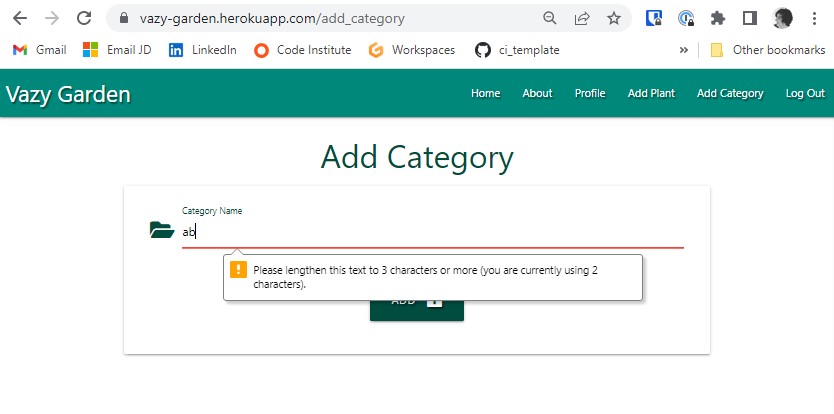 vazy-garden.herokuapp.com/add_category
Gmail Email JD LinkedIn Code Institute Workspaces ci_template » Other bookmarks
Vazy Garden Home About Profile Add Plant Add Category Log Out
Add Category
Category Name
ab
Please lengthen this text to 3 characters or more (you are currently using 2
characters).
ADD